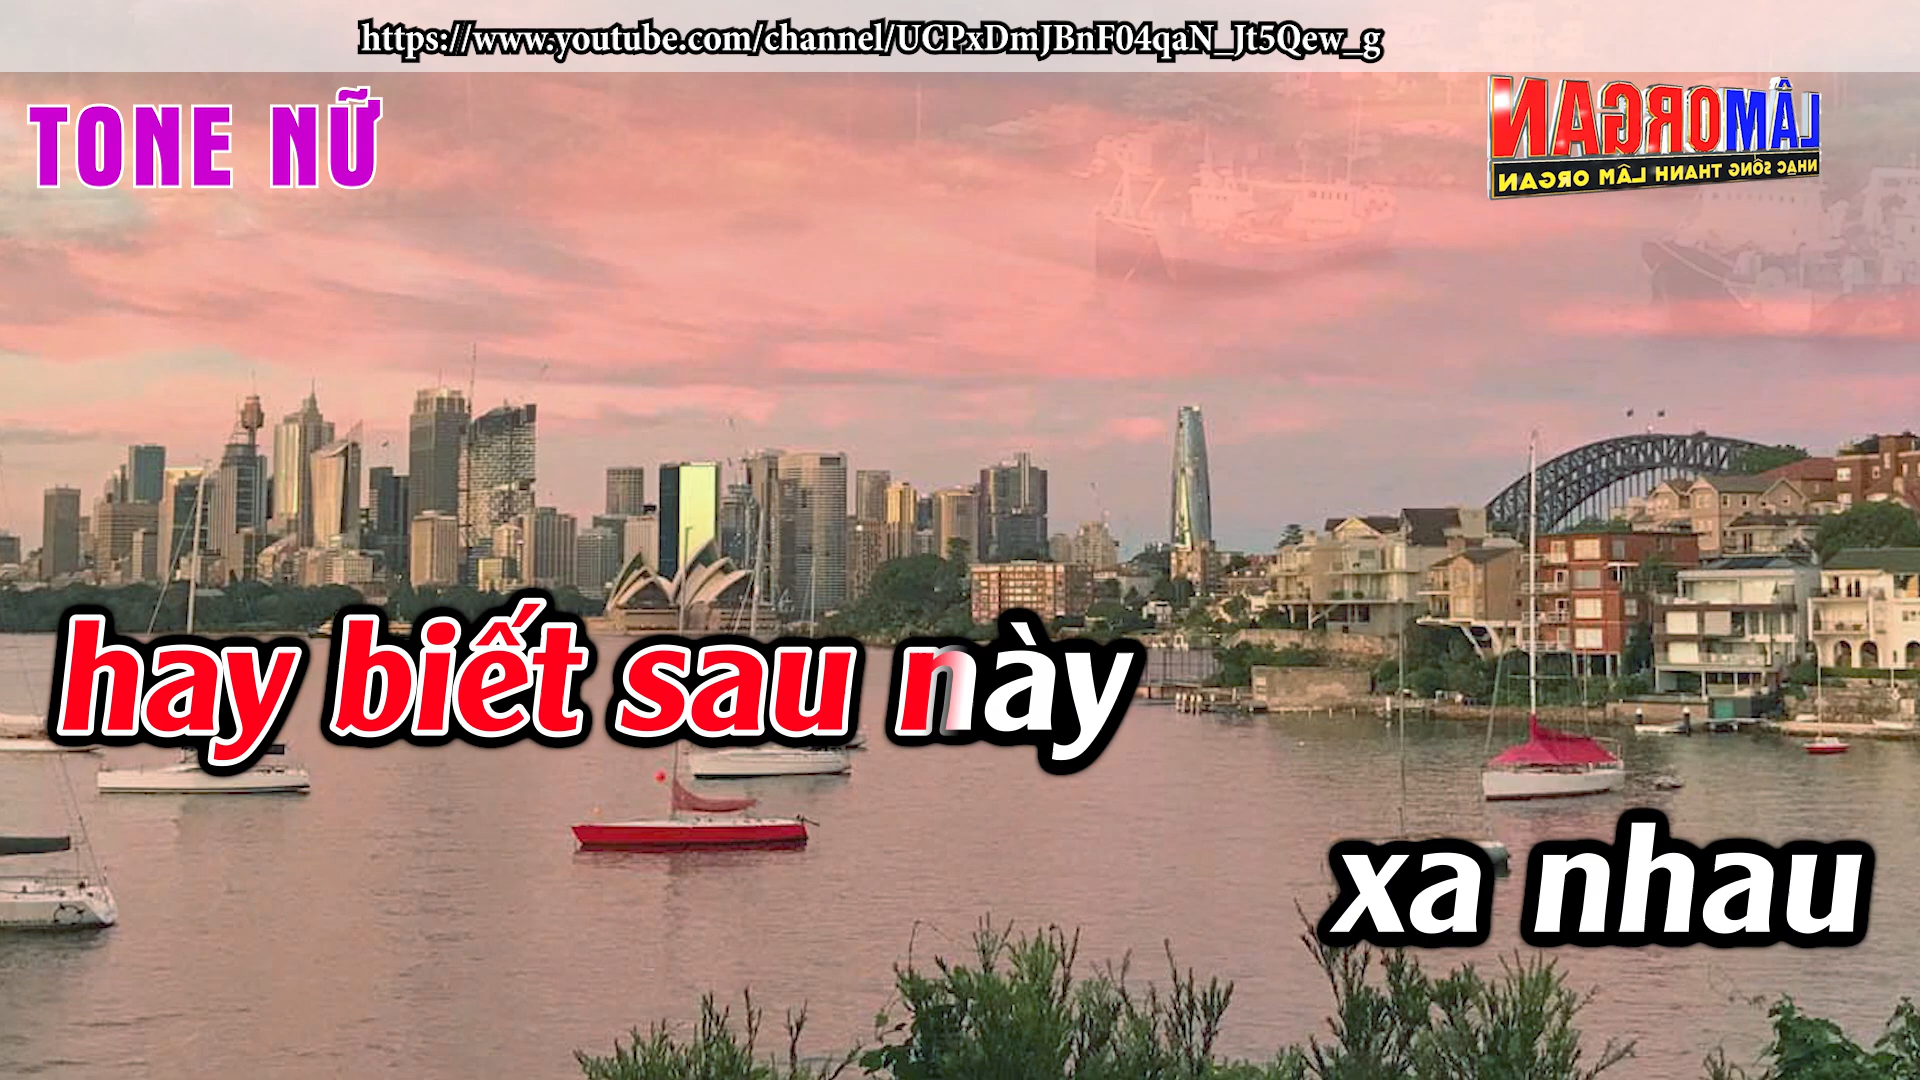 https://www.youtube.com/channel/UCPxDmJBnF04qaN_Jt5Qew_g
TONE NỮ
LÂM ORGAN
NHẠC SỐNG THANH LÂM ORGAN
hay biết sau này
xa nhau